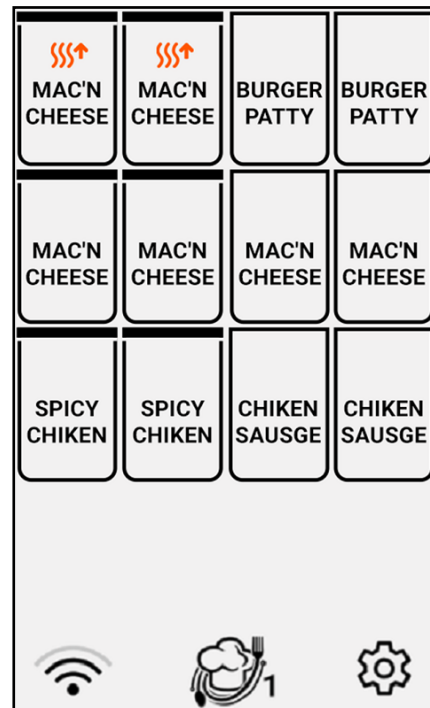 MAC'N MAC'N BURGER BURGER
CHEESE CHEESE PATTY PATTY
MAC'N MAC'N MAC'N MAC'N
CHEESE CHEESE CHEESE CHEESE
SPICY SPICY CHIKEN CHIKEN
CHIKEN CHIKEN SAUSGE SAUSGE
1